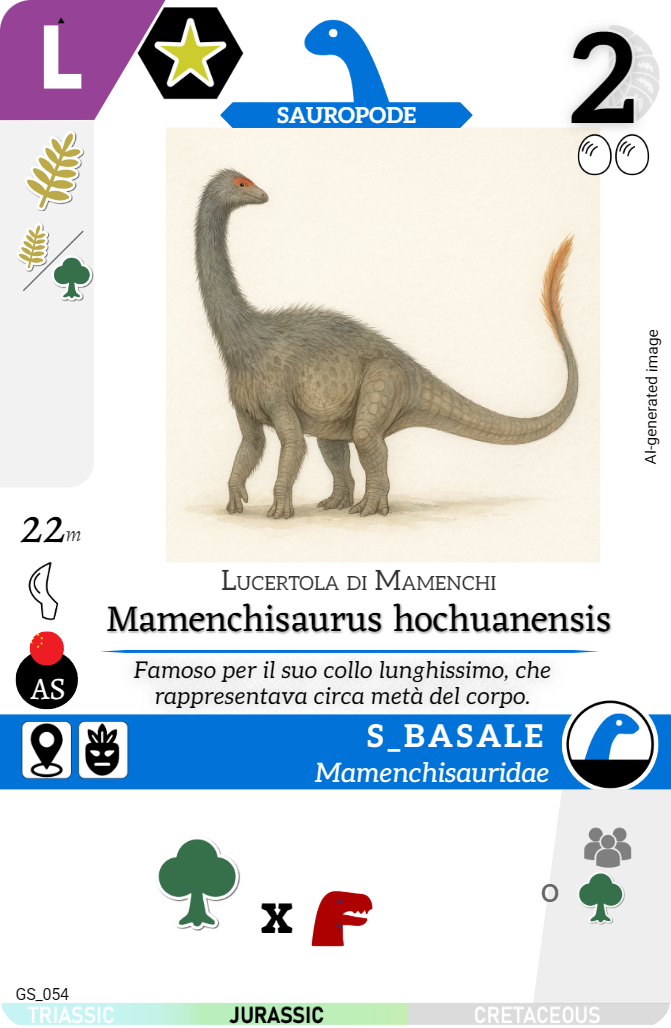 L
SAUROPODE
2
AI-generated image
22m
AS
Lucertola di Mamenchi
Mamenchisaurus hochuanensis
Famoso per il suo collo lunghissimo, che
rappresentava circa metà del corpo.
S_BASALE
Mamenchisauridae
x
O
GS_054
TRIASSIC
JURASSIC
CRETACEOUS